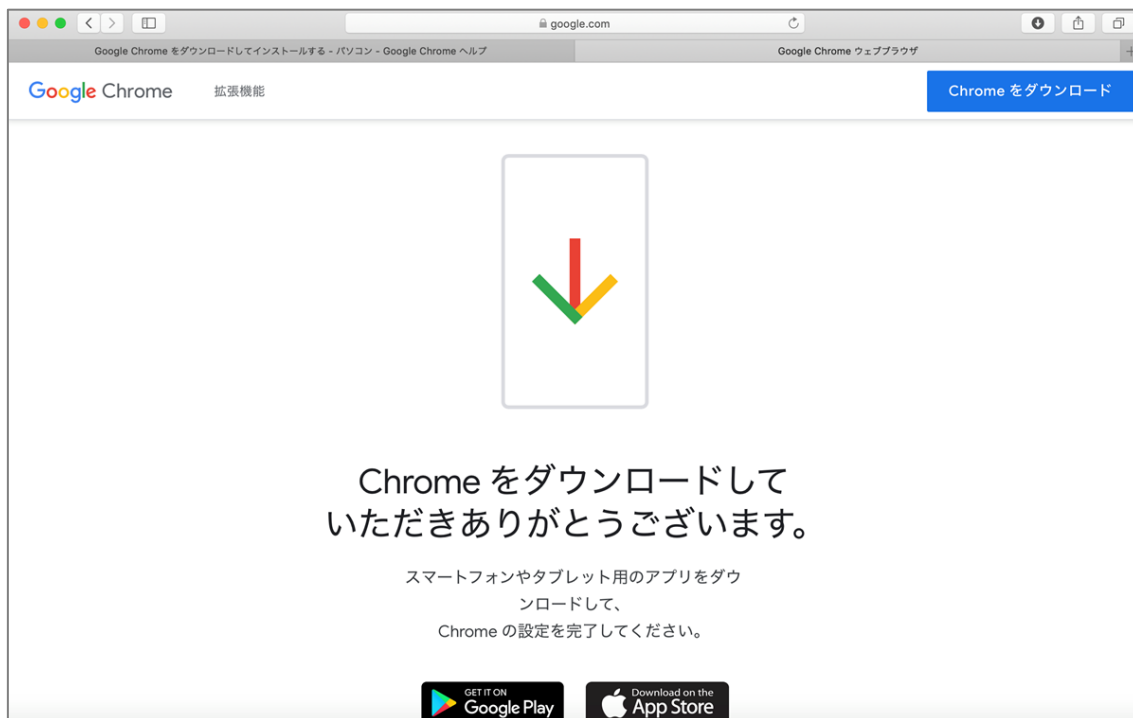 google.com
Google Chrome をダウンロードしてインストールする - パソコン - Google Chrome ヘルプ
Google Chrome ウェブブラウザ
Google Chrome
拡張機能
Chrome をダウンロード
Chrome をダウンロードして
いただきありがとうございます。
スマートフォンやタブレット用のアプリをダウ
ンロードして、
Chrome の設定を完了してください。
GET IT ON
Google Play
Download on the
App Store